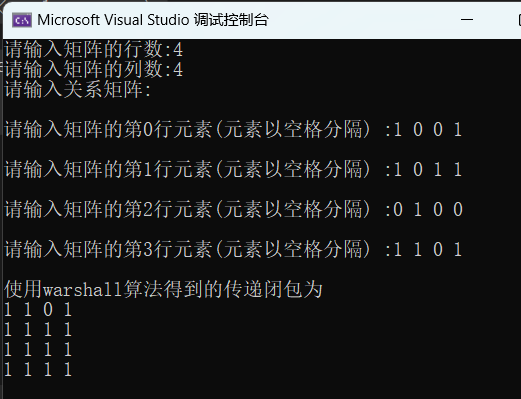 Microsoft Visual Studio 调试控制台
请输入矩阵的行数:4
请输入矩阵的列数:4
请输入关系矩阵:
请输入矩阵的第0行元素(元素以空格分隔) :1 0 0 1
请输入矩阵的第1行元素(元素以空格分隔) :1 0 1 1
请输入矩阵的第2行元素(元素以空格分隔) :0 1 0 0
请输入矩阵的第3行元素(元素以空格分隔) :1 1 0 1
使用warshall算法得到的传递闭包为
1 1 0 1
1 1 1 1
1 1 1 1
1 1 1 1